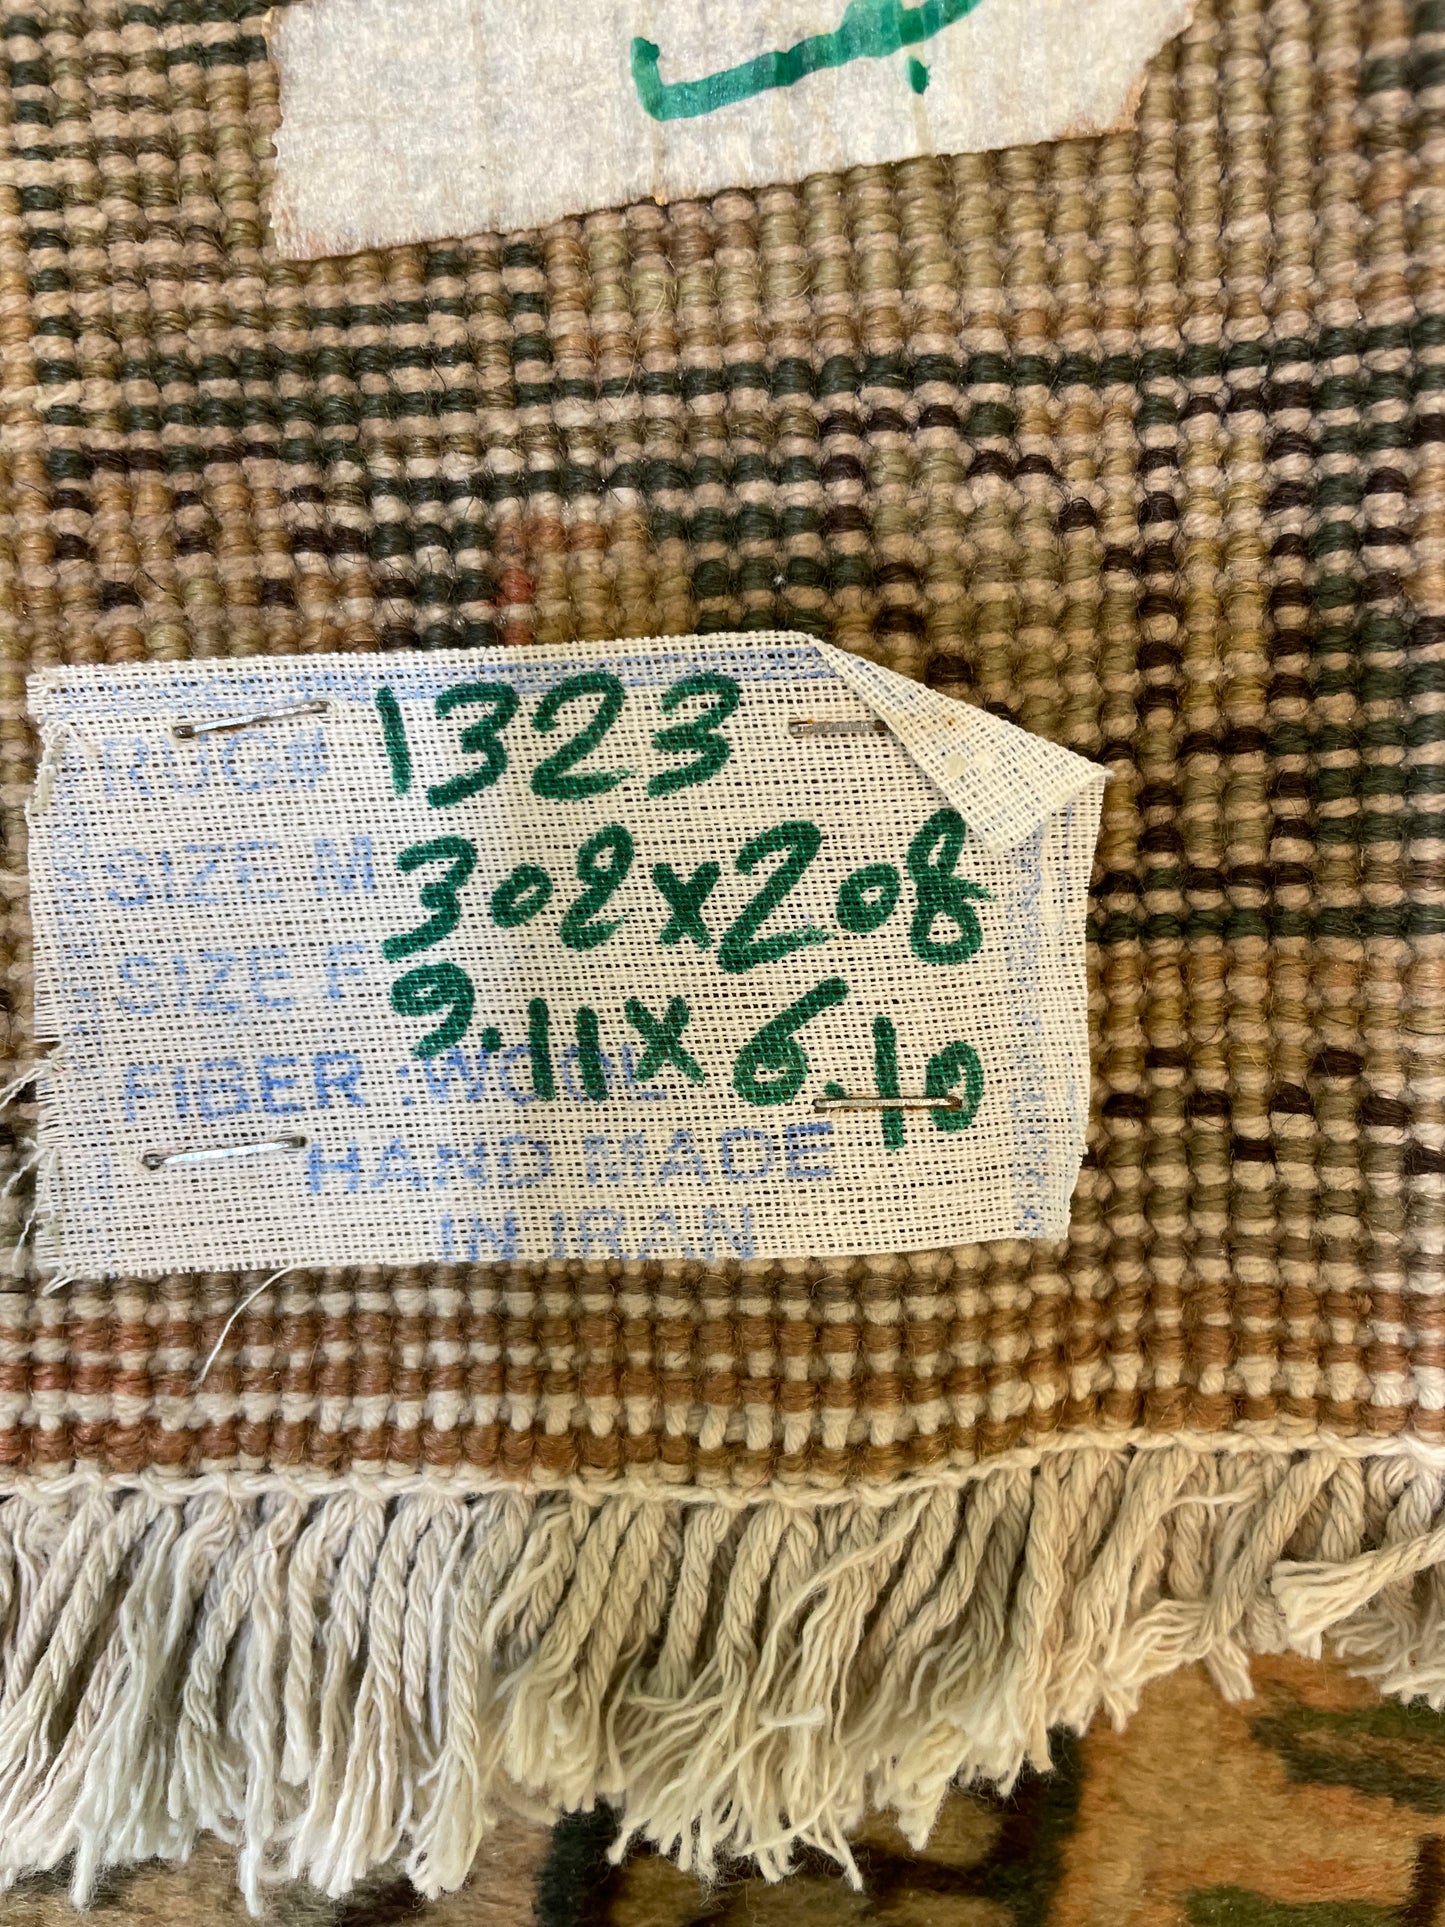 RUG# 1323
SIZE M 302x208
SIZE F 9.11x6.10
FIBER:WOOL
HAND MADE
IN IRAN